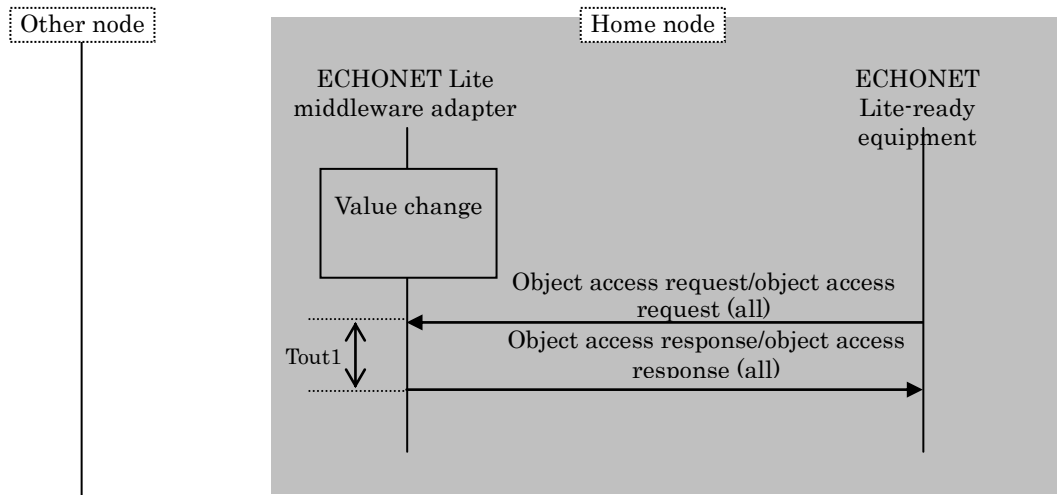 Other node
Home node
ECHONET Lite
middleware adapter
ECHONET
Lite-ready
equipment
Value change
Object access request/object access
request (all)
Tout1
Object access response/object access
response (all)